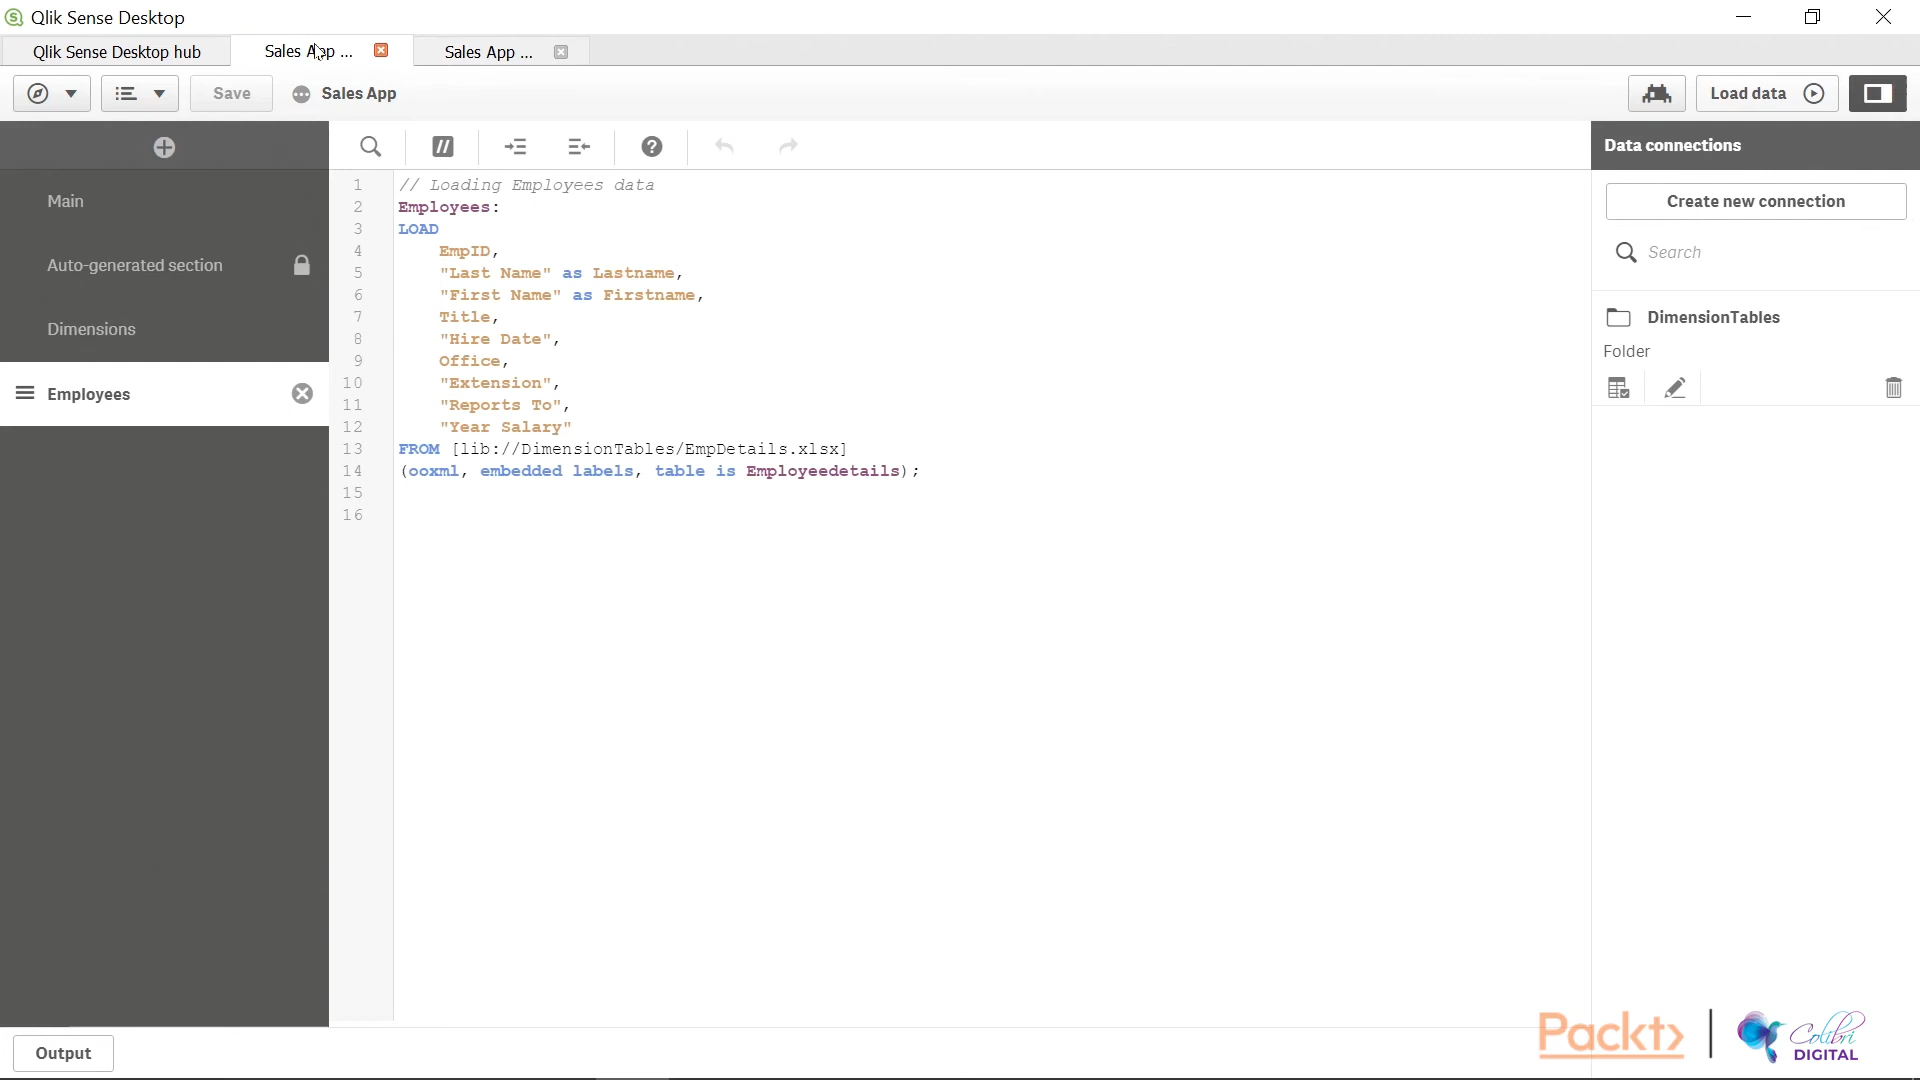 Qlik Sense Desktop
Qlik Sense Desktop hub
Sales App ...
Sales App ...
Save
Sales App
Load data
Main
Auto-generated section
Dimensions
Employees
1 // Loading Employees data
2 Employees:
3 LOAD
4 EmpID,
5 "Last Name" as Lastname,
6 "First Name" as Firstname,
7 Title,
8 "Hire Date",
9 Office,
10 "Extension",
11 "Reports To",
12 "Year Salary"
13 FROM [lib://DimensionTables/EmpDetails.xlsx]
14 (ooxml, embedded labels, table is Employeedetails);
15
16
Data connections
Create new connection
Search
DimensionTables
Folder
Output
Packt>
Colibri
DIGITAL